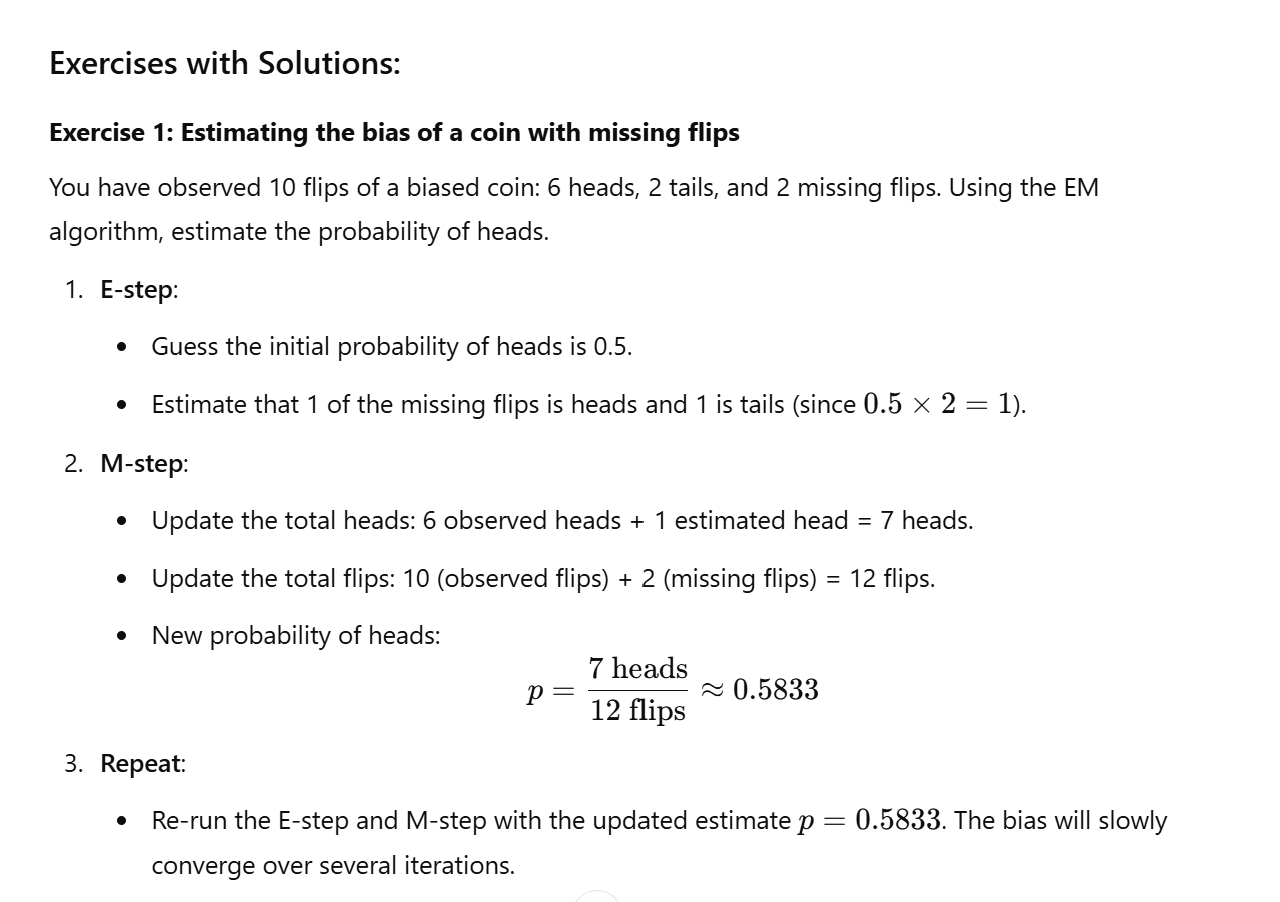 Exercises with Solutions:
Exercise 1: Estimating the bias of a coin with missing flips
You have observed 10 flips of a biased coin: 6 heads, 2 tails, and 2 missing flips. Using the EM
algorithm, estimate the probability of heads.
1. E-step:
• Guess the initial probability of heads is 0.5.
• Estimate that 1 of the missing flips is heads and 1 is tails (since 0.5 × 2 = 1).
2. M-step:
• Update the total heads: 6 observed heads + 1 estimated head = 7 heads.
• Update the total flips: 10 (observed flips) + 2 (missing flips) = 12 flips.
• New probability of heads:
p = 7 heads / 12 flips ≈ 0.5833
3. Repeat:
• Re-run the E-step and M-step with the updated estimate p = 0.5833. The bias will slowly
converge over several iterations.